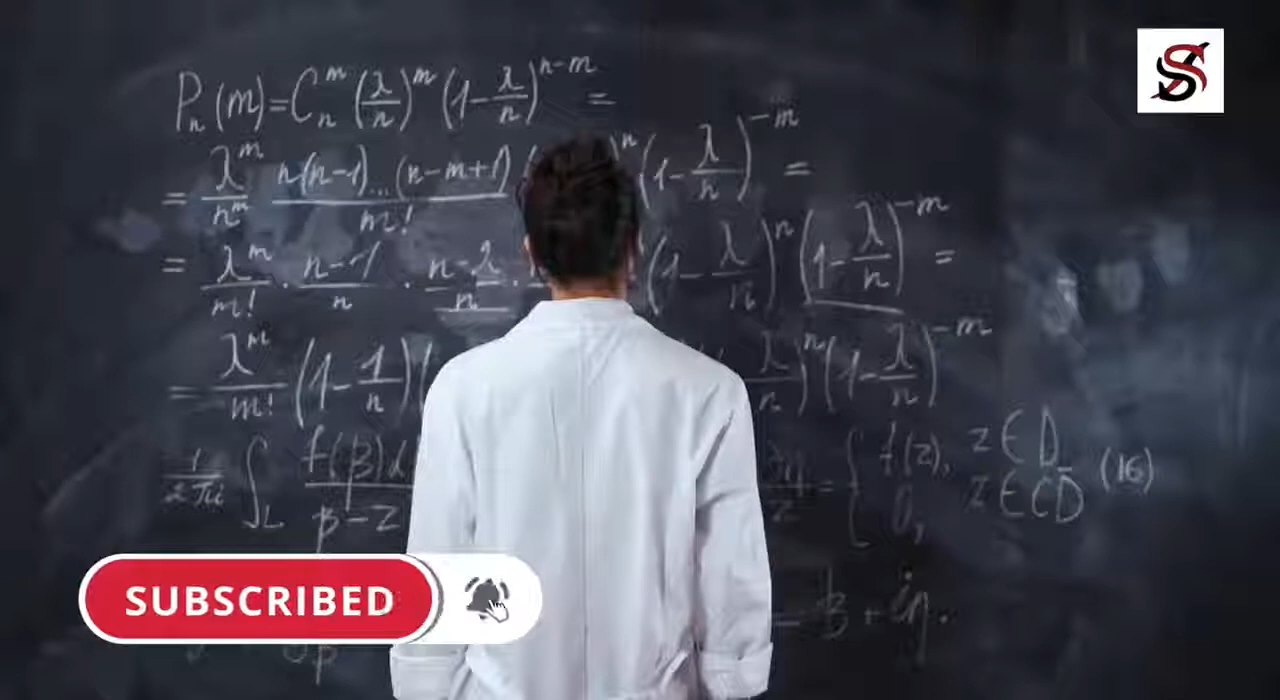 Pₙ(m)=Cₙᵐ(λ/n)ᵐ(1-λ/n)ⁿ⁻ᵐ =
= λᵐ/nᵐ n(n-1)...(n-m+1)/m! ( )ⁿ(1-λ/n)⁻ᵐ =
= λᵐ/m! · n-1/n · n-2/n · (1-λ/n)ⁿ(1-λ/n)⁻ᵐ =
= λᵐ/m! (1-1/n)( λ/n)ⁿ(1-λ/n)⁻ᵐ
1/2πi ∫L f(β)d/β-z = { f(z), z∈D
0, z∈CD (16)
= β + iη.
SUBSCRIBED
S